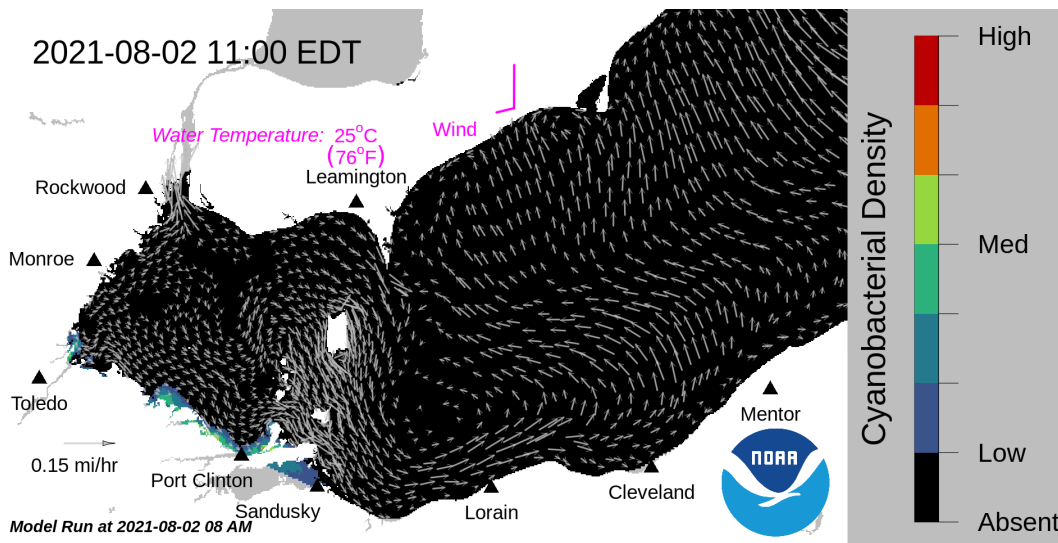 2021-08-02 11:00 EDT
Water Temperature: 25°C
(76°F)
Wind
Leamington
Rockwood
Monroe
Toledo
0.15 mi/hr
Port Clinton
Sandusky
Lorain
Cleveland
Mentor
NOAA
Model Run at 2021-08-02 08 AM
Cyanobacterial Density
High
Med
Low
Absent